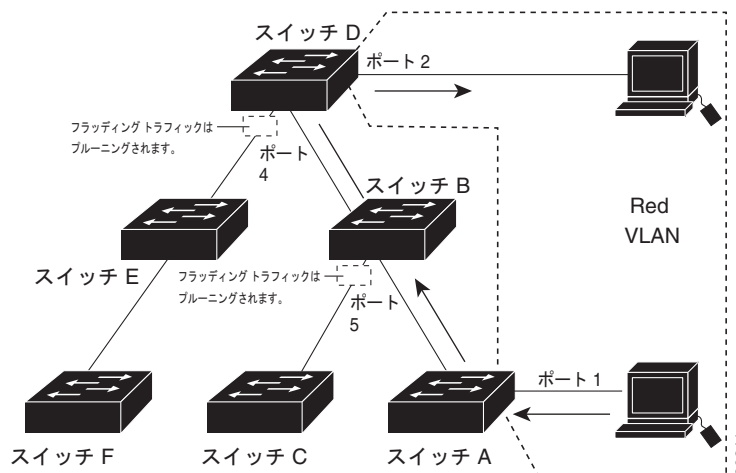 スイッチ D
ポート 2
フラッディング トラフィックは
プルーニングされます。
ポート
4
スイッチ B
Red
VLAN
スイッチ E
フラッディング トラフィックは
プルーニングされます。
ポート
5
ポート 1
スイッチ F
スイッチ C
スイッチ A